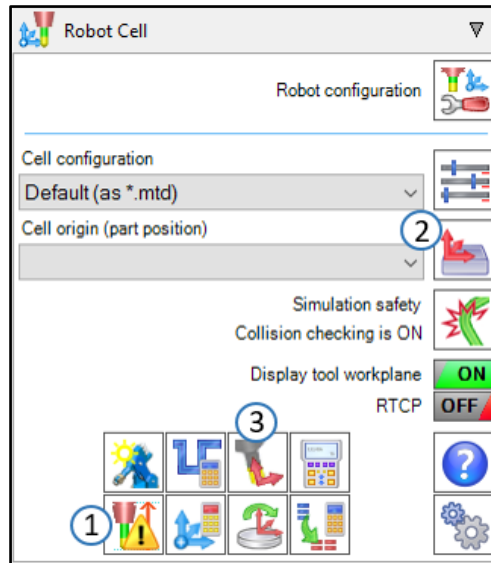 Robot Cell
Robot configuration
Cell configuration
Default (as *.mtd)
Cell origin (part position)
2
Simulation safety
Collision checking is ON
Display tool workplane ON
RTCP OFF
3
?
1
!